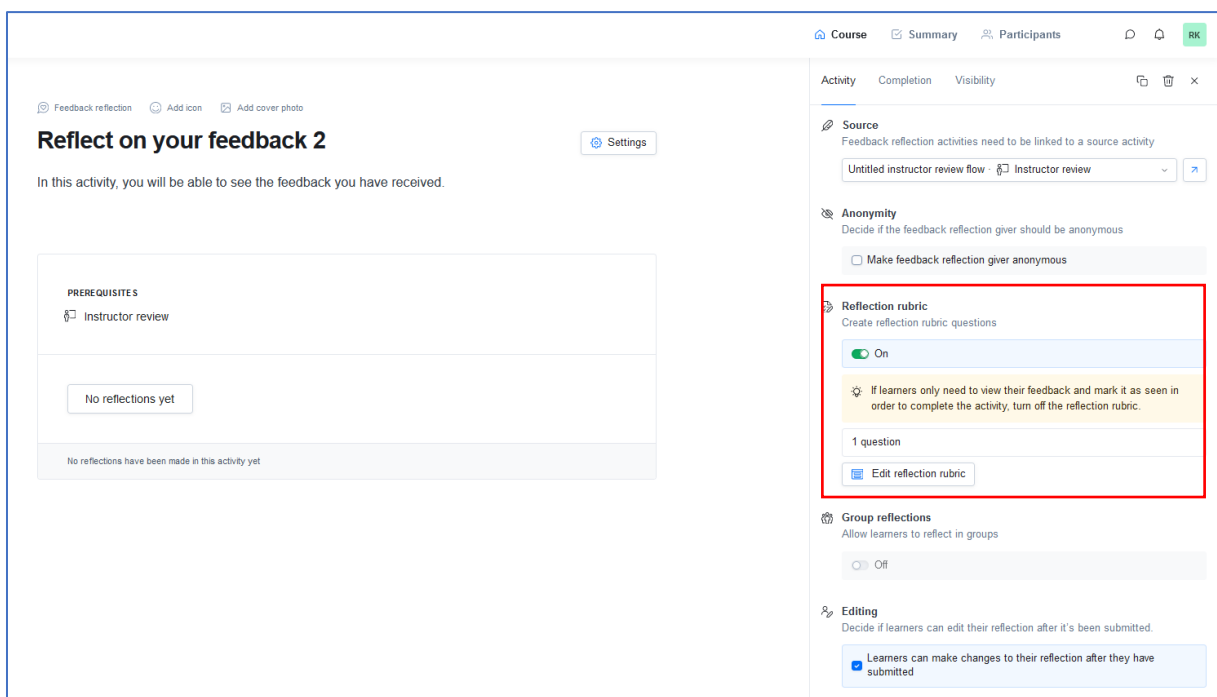 Course
Summary
Participants
RK
Feedback reflection
Add icon
Add cover photo
Reflect on your feedback 2
Settings
In this activity, you will be able to see the feedback you have received.
PREREQUISITES
Instructor review
No reflections yet
No reflections have been made in this activity yet
Activity
Completion
Visibility
Source
Feedback reflection activities need to be linked to a source activity
Untitled instructor review flow · Instructor review
Anonymity
Decide if the feedback reflection giver should be anonymous
Make feedback reflection giver anonymous
Reflection rubric
Create reflection rubric questions
On
If learners only need to view their feedback and mark it as seen in
order to complete the activity, turn off the reflection rubric.
1 question
Edit reflection rubric
Group reflections
Allow learners to reflect in groups
Off
Editing
Decide if learners can edit their reflection after it's been submitted.
Learners can make changes to their reflection after they have
submitted